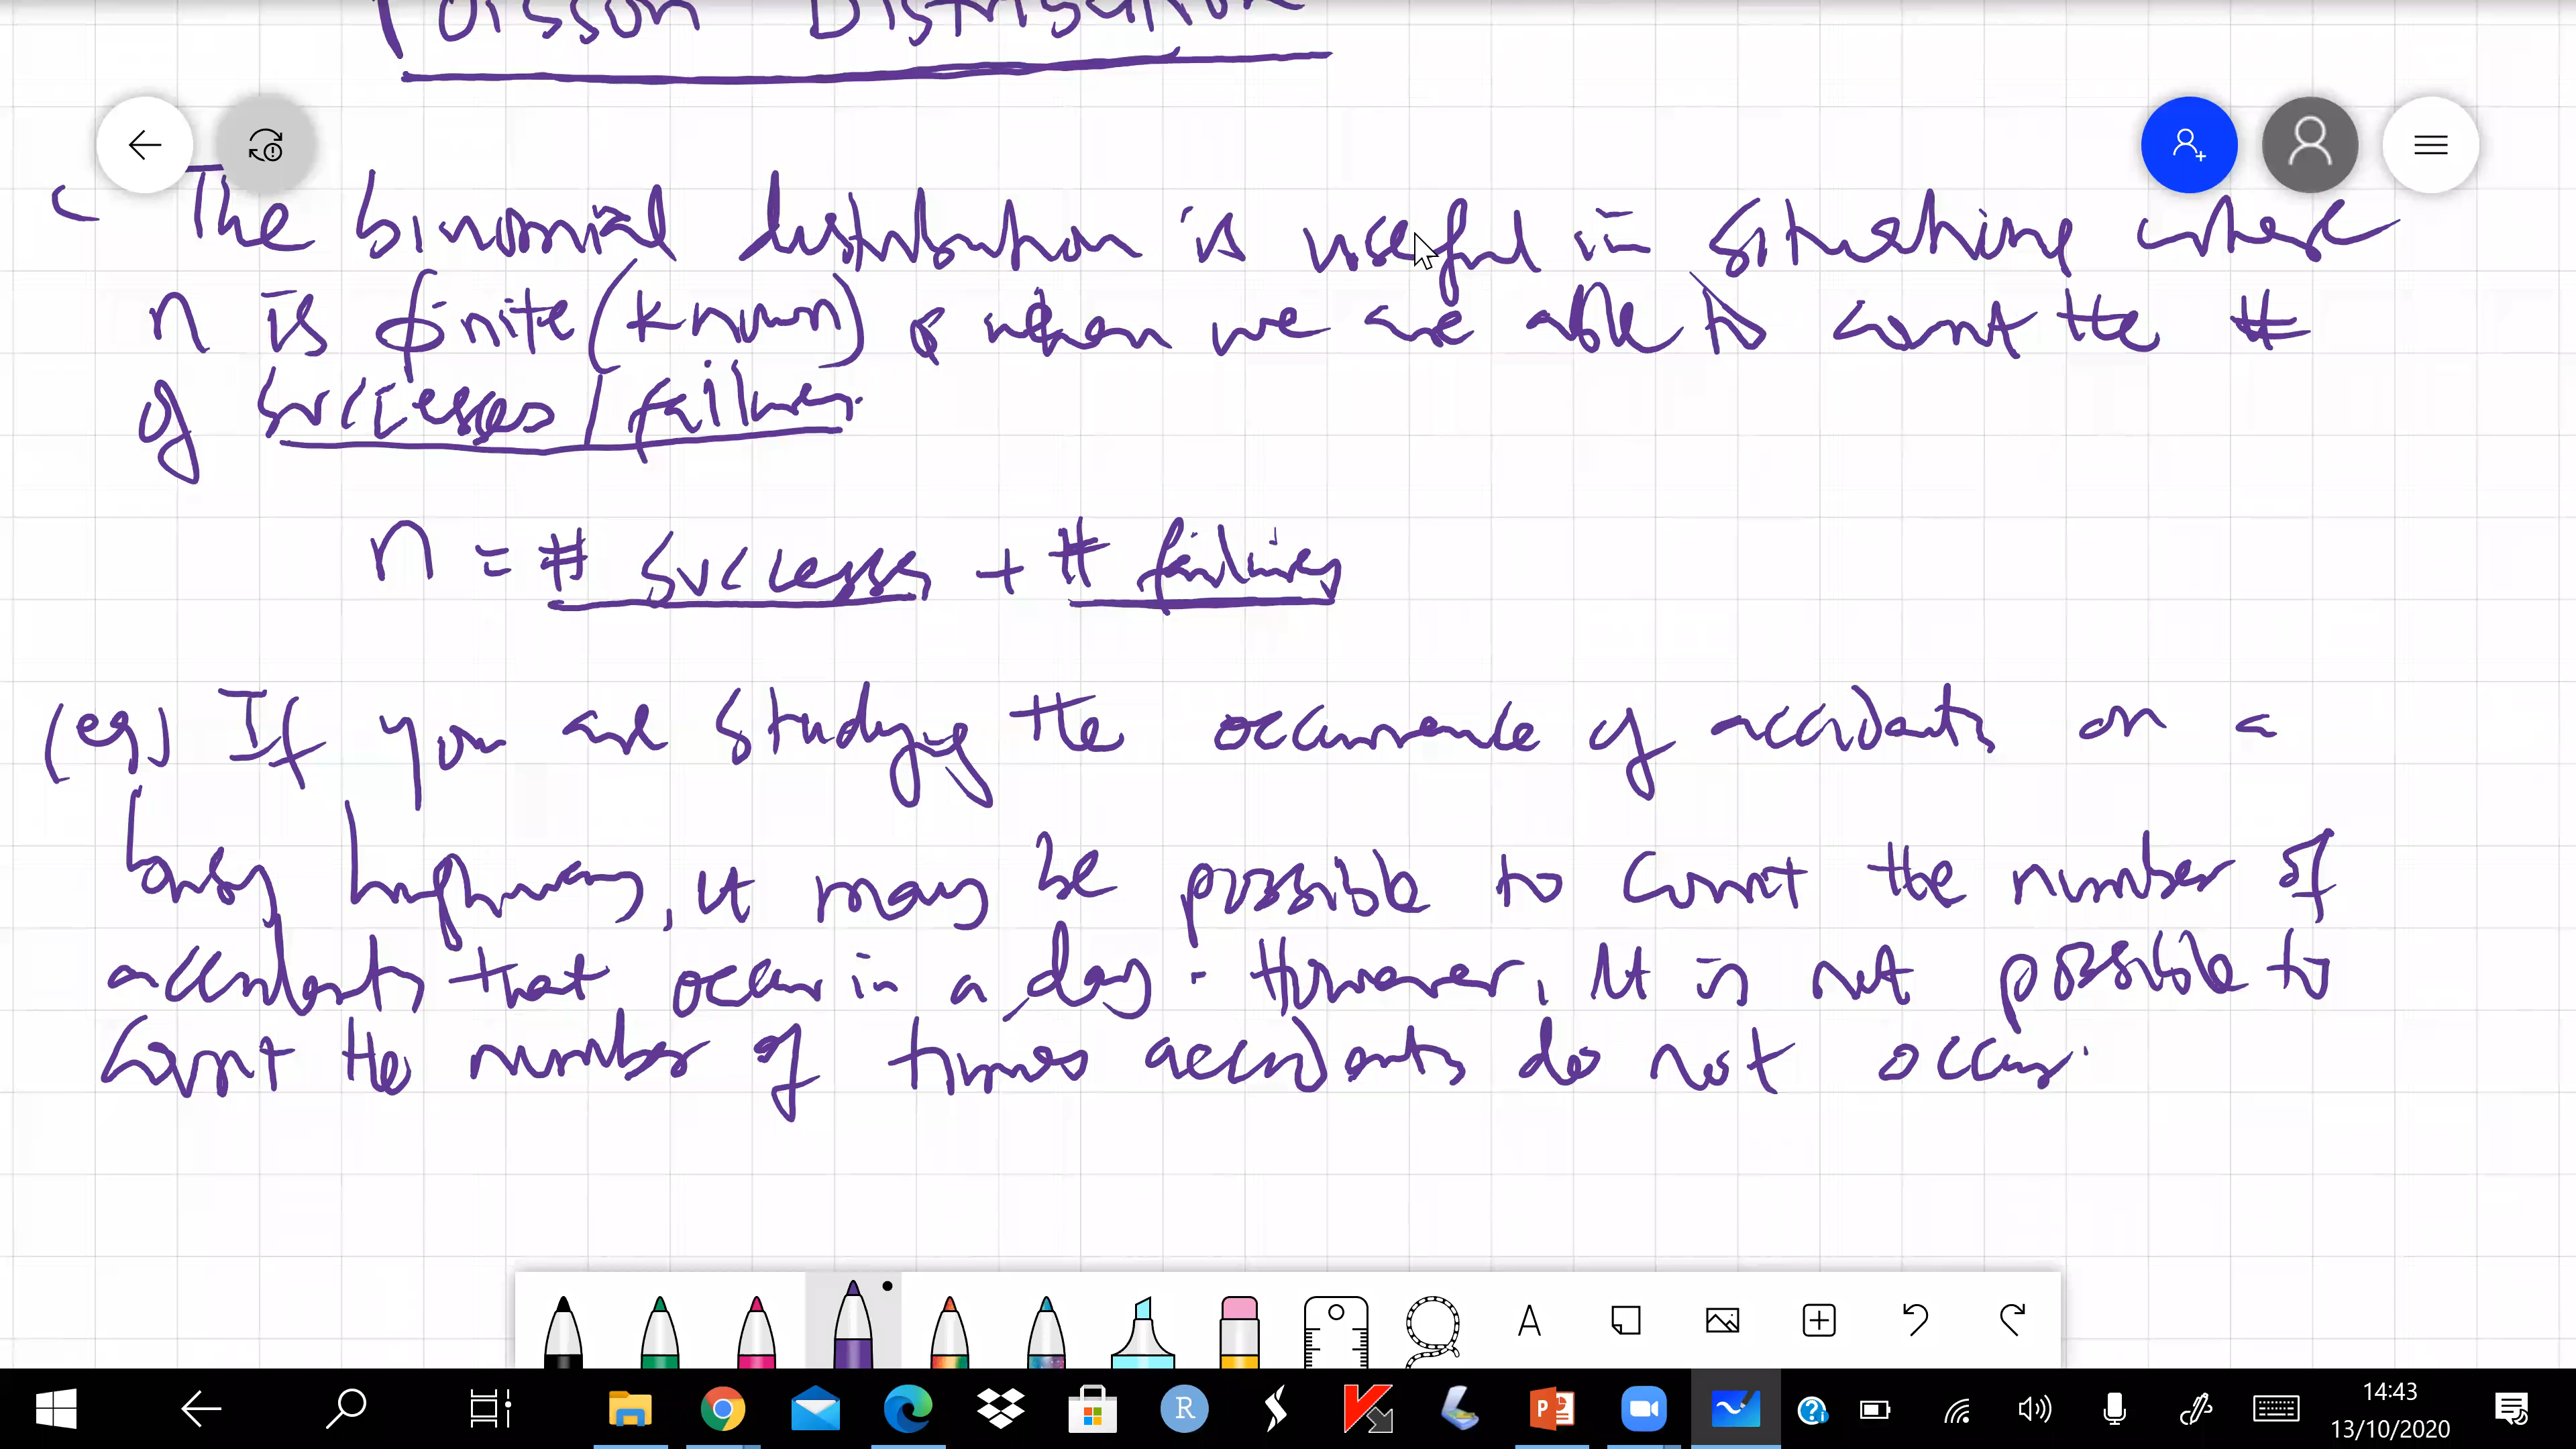 Poisson Distribution
The binomial distribution is useful in situations where
n is finite (known) & when we are able to count the #
of successes / failures.
n = # successes + # failures
(eg) If you are studying the occurrence of accidents on a
busy highway, it may be possible to count the number of
accidents that occur in a day. However, it is not possible to
count the number of times accidents do not occur.
A
R
P
14:43
13/10/2020